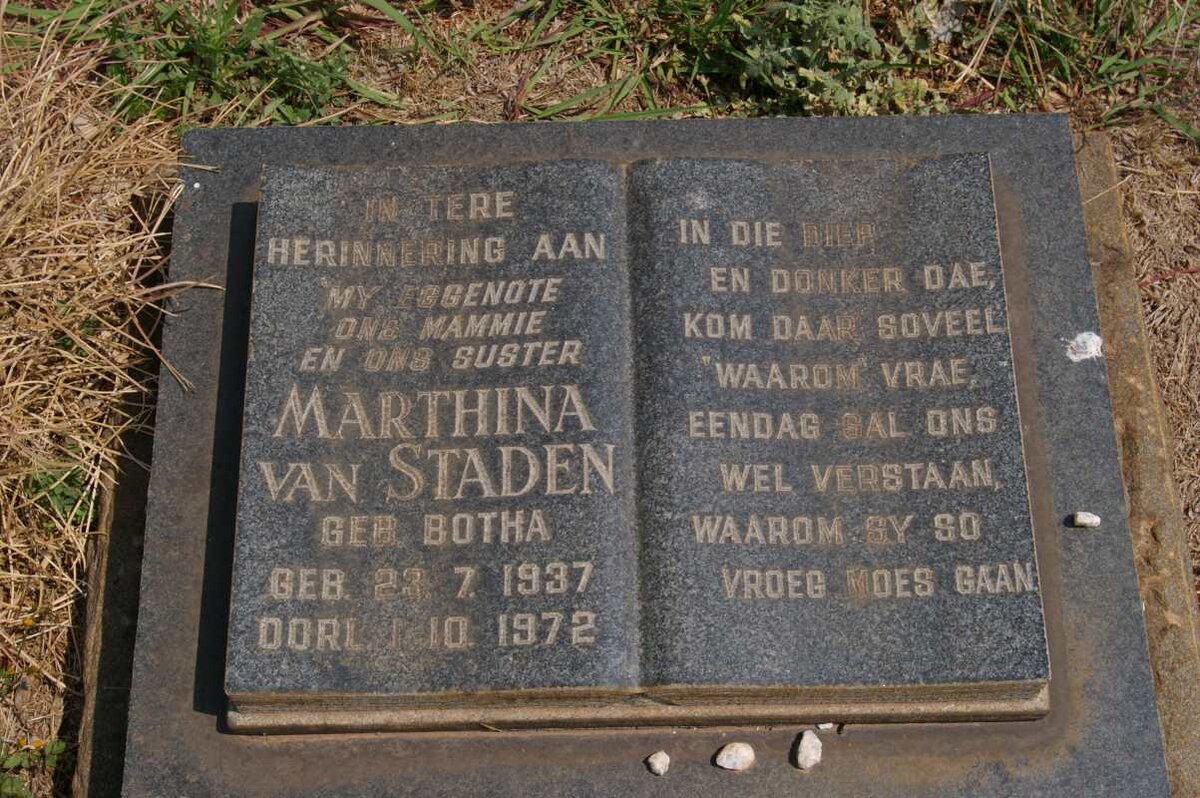 IN TERE
HERINNERING AAN
MY EGGENOTE
ONS MAMMIE
EN ONS SUSTER
MARTHINA
VAN STADEN
GEB BOTHA
GEB. 23. 7. 1937
OORL. 1. 10. 1972
IN DIE DIEP
EN DONKER DAE,
KOM DAAR SOVEEL
"WAAROM" VRAE,
EENDAG SAL ONS
WEL VERSTAAN,
WAAROM SY SO
VROEG MOES GAAN.